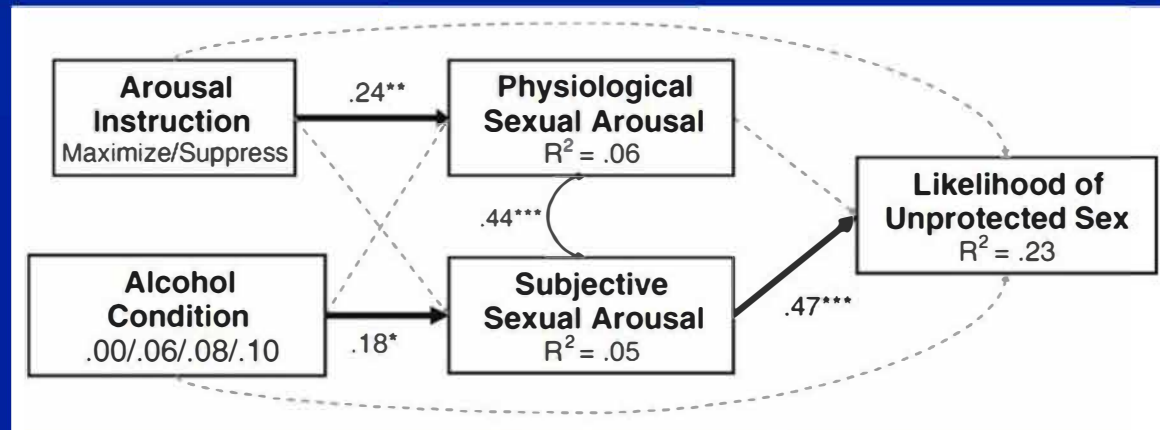 Arousal
Instruction
Maximize/Suppress
.24**
Physiological
Sexual Arousal
R² = .06
.44***
Likelihood of
Unprotected Sex
R² = .23
Alcohol
Condition
.00/.06/.08/.10
.18*
Subjective
Sexual Arousal
R² = .05
.47***